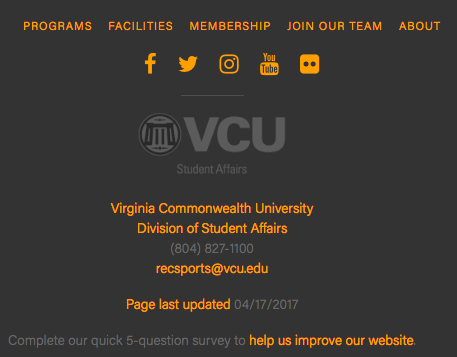 PROGRAMS FACILITIES MEMBERSHIP JOIN OUR TEAM ABOUT
You Tube
VCU
Student Affairs
Virginia Commonwealth University
Division of Student Affairs
(804) 827-1100
recsports@vcu.edu
Page last updated 04/17/2017
Complete our quick 5-question survey to help us improve our website.